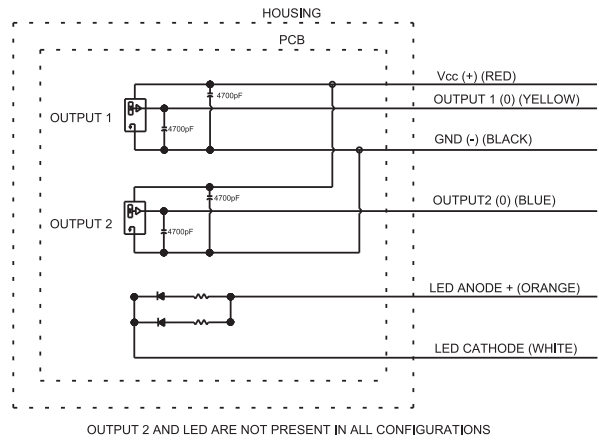 HOUSING
PCB
Vcc (+) (RED)
4700pF
OUTPUT 1 (0) (YELLOW)
OUTPUT 1
4700pF
GND (-) (BLACK)
4700pF
OUTPUT2 (0) (BLUE)
OUTPUT 2
4700pF
LED ANODE + (ORANGE)
LED CATHODE (WHITE)
OUTPUT 2 AND LED ARE NOT PRESENT IN ALL CONFIGURATIONS